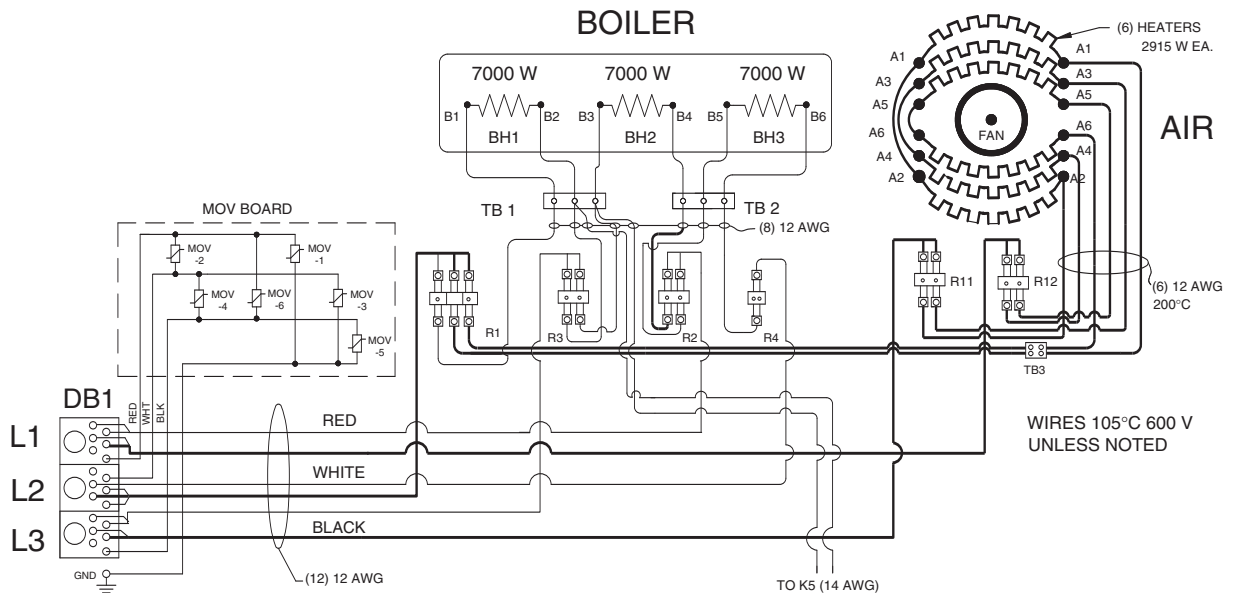 BOILER
(6) HEATERS
2915 W EA.
7000 W
7000 W
7000 W
B1
B2
B3
B4
B5
B6
BH1
BH2
BH3
A1
A3
A5
A6
A4
A2
A1
A3
A5
A6
A4
A2
FAN
AIR
TB 1
TB 2
(8) 12 AWG
MOV BOARD
MOV
-2
MOV
-1
MOV
-4
MOV
-6
MOV
-3
MOV
-5
R1
R3
R2
R4
R11
R12
(6) 12 AWG
200°C
TB3
DB1
RED
WHT
BLK
L1
RED
WIRES 105°C 600 V
UNLESS NOTED
L2
WHITE
L3
BLACK
GND
(12) 12 AWG
TO K5 (14 AWG)